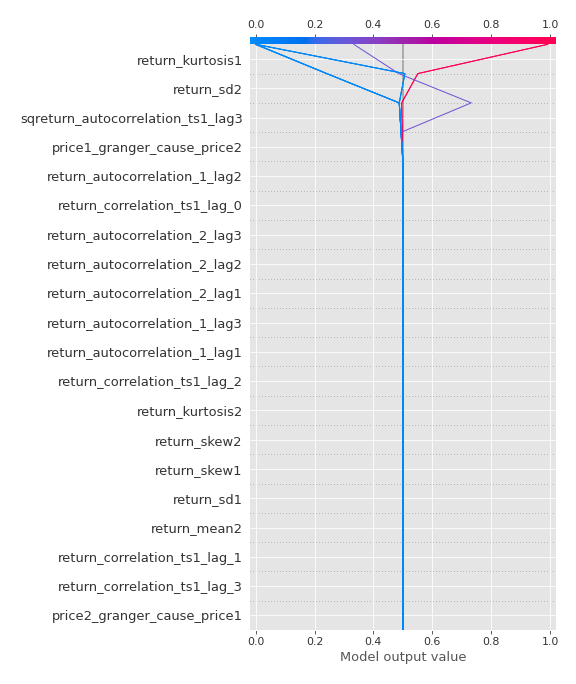 0.0 0.2 0.4 0.6 0.8 1.0
return_kurtosis1
return_sd2
sqreturn_autocorrelation_ts1_lag3
price1_granger_cause_price2
return_autocorrelation_1_lag2
return_correlation_ts1_lag_0
return_autocorrelation_2_lag3
return_autocorrelation_2_lag2
return_autocorrelation_2_lag1
return_autocorrelation_1_lag3
return_autocorrelation_1_lag1
return_correlation_ts1_lag_2
return_kurtosis2
return_skew2
return_skew1
return_sd1
return_mean2
return_correlation_ts1_lag_1
return_correlation_ts1_lag_3
price2_granger_cause_price1
0.0 0.2 0.4 0.6 0.8 1.0
Model output value